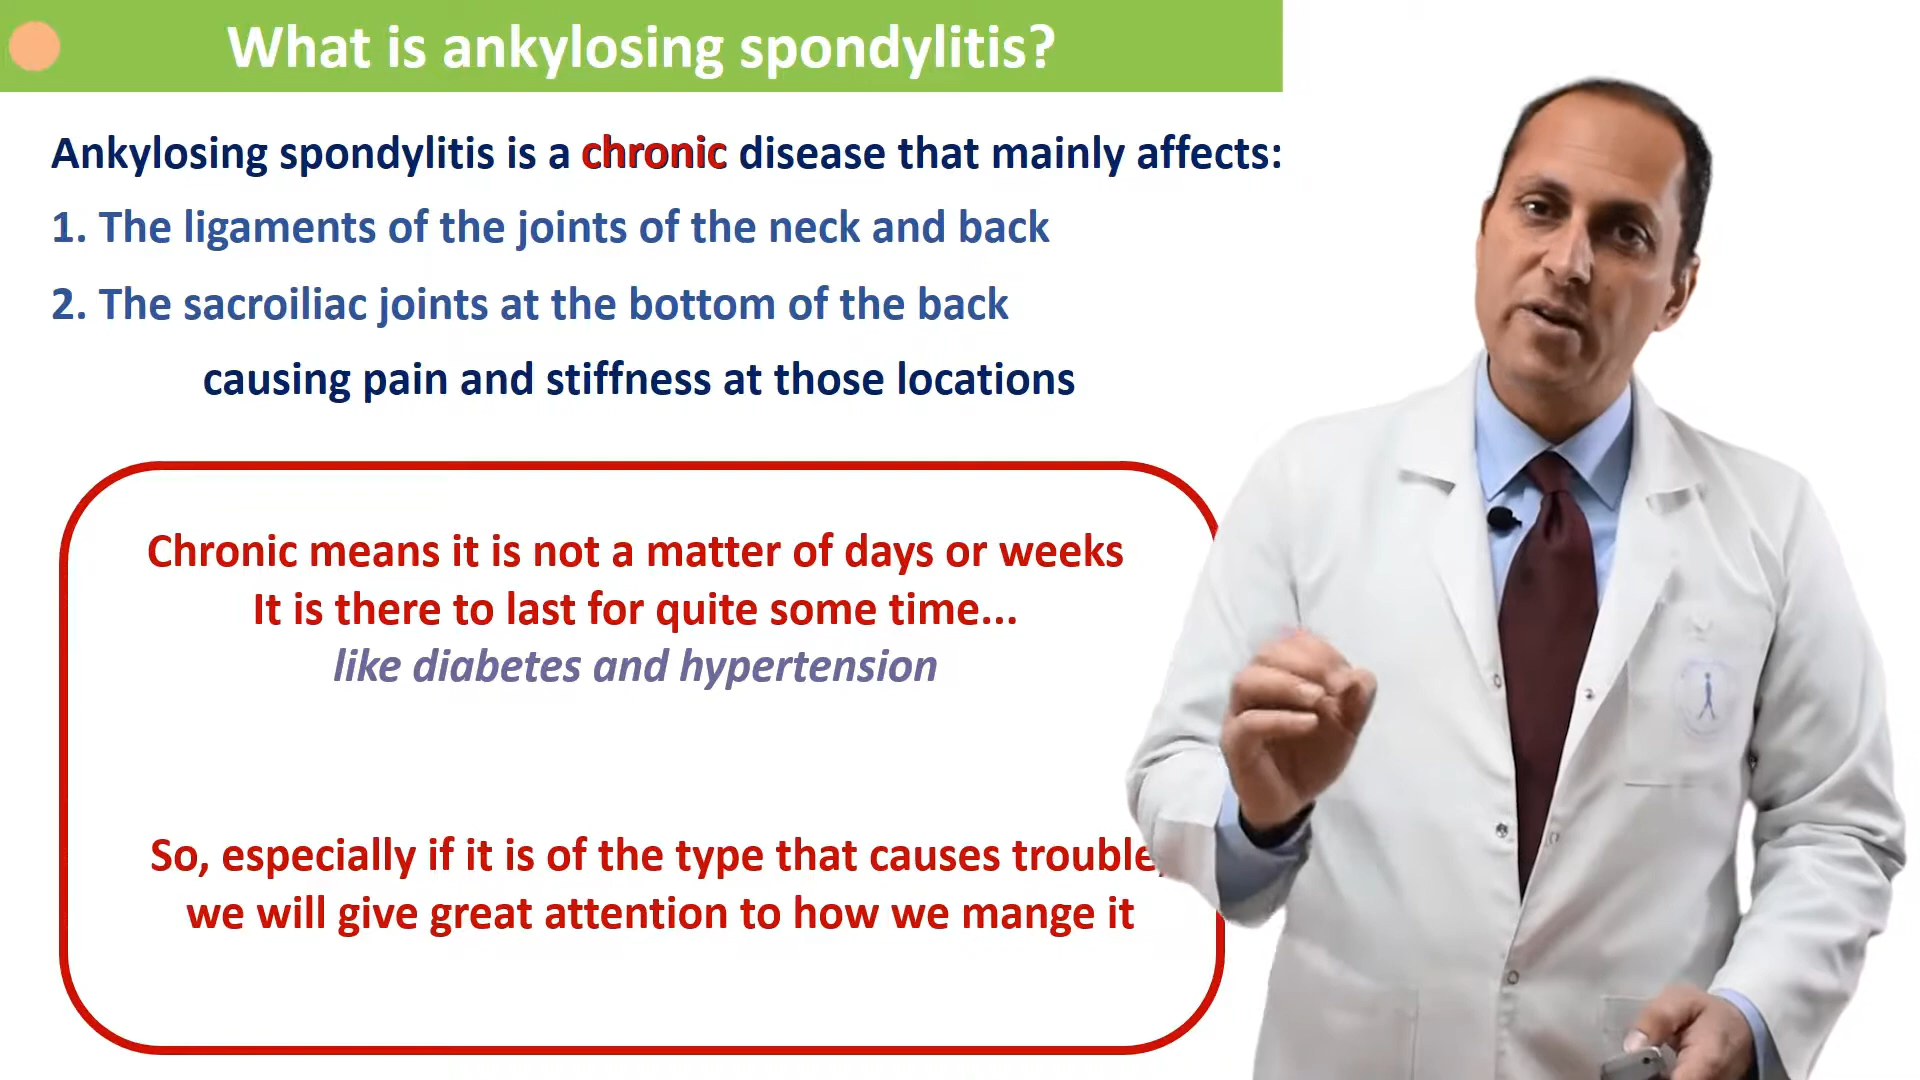 What is ankylosing spondylitis?
Ankylosing spondylitis is a chronic disease that mainly affects:
1. The ligaments of the joints of the neck and back
2. The sacroiliac joints at the bottom of the back
causing pain and stiffness at those locations
Chronic means it is not a matter of days or weeks
It is there to last for quite some time...
like diabetes and hypertension
So, especially if it is of the type that causes trouble,
we will give great attention to how we mange it